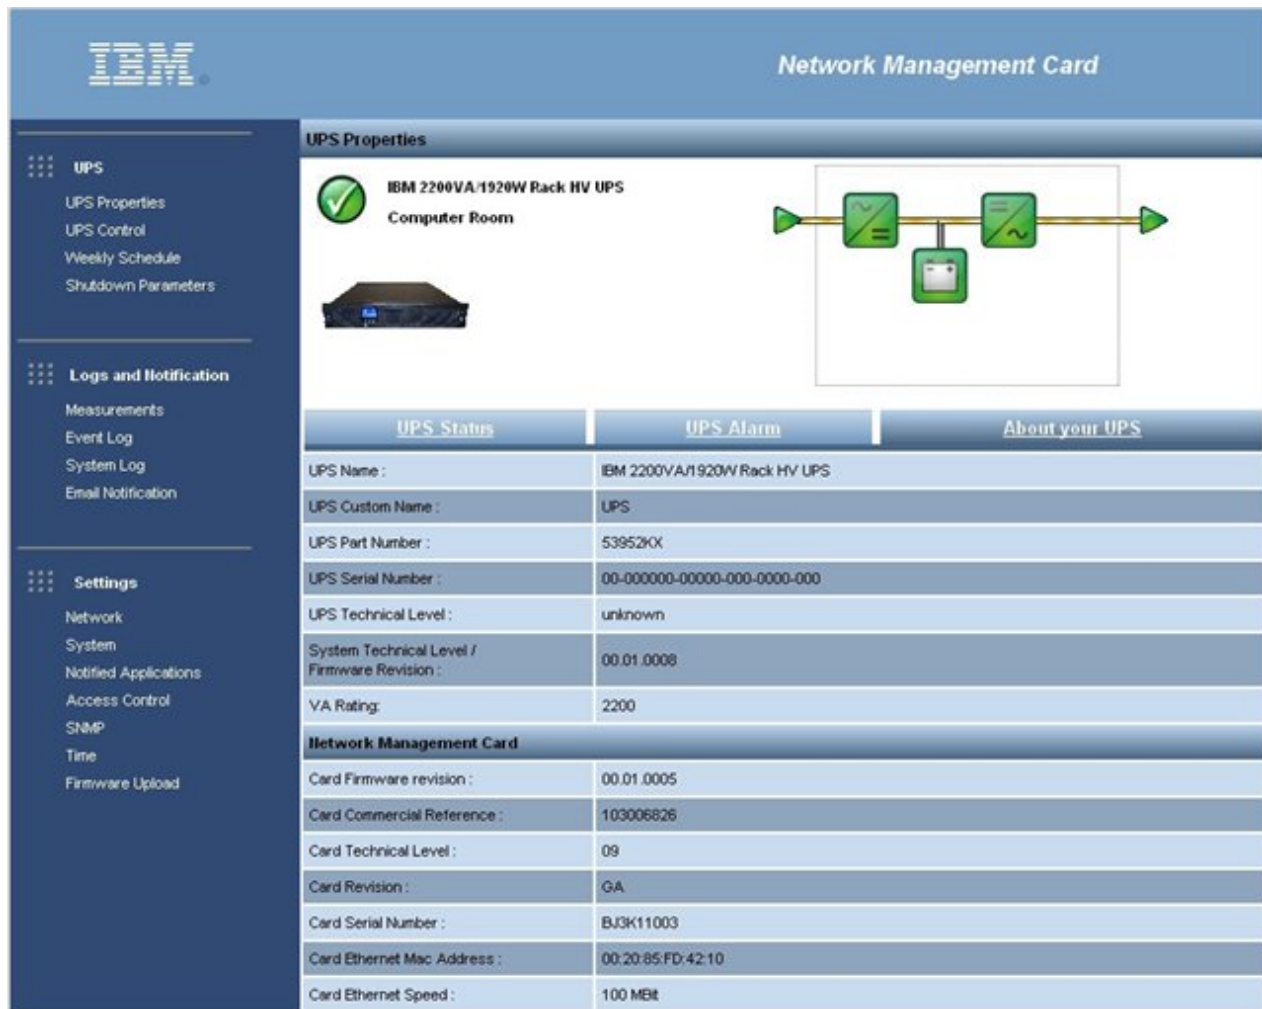 IBM
Network Management Card
UPS
UPS Properties
UPS Control
Weekly Schedule
Shutdown Parameters
Logs and Notification
Measurements
Event Log
System Log
Email Notification
Settings
Network
System
Notified Applications
Access Control
SNMP
Time
Firmware Upload
UPS Properties
IBM 2200VA/1920W Rack HV UPS
Computer Room
UPS Status
UPS Alarm
About your UPS
UPS Name : IBM 2200VA/1920W Rack HV UPS
UPS Custom Name : UPS
UPS Part Number : 53952KX
UPS Serial Number : 00-000000-00000-000-0000-000
UPS Technical Level : unknown
System Technical Level /
Firmware Revision : 00.01.0008
VA Rating: 2200
Network Management Card
Card Firmware revision : 00.01.0005
Card Commercial Reference : 103006826
Card Technical Level : 09
Card Revision : GA
Card Serial Number : BJ3K11003
Card Ethernet Mac Address : 00:20:85:FD:42:10
Card Ethernet Speed : 100 MBit